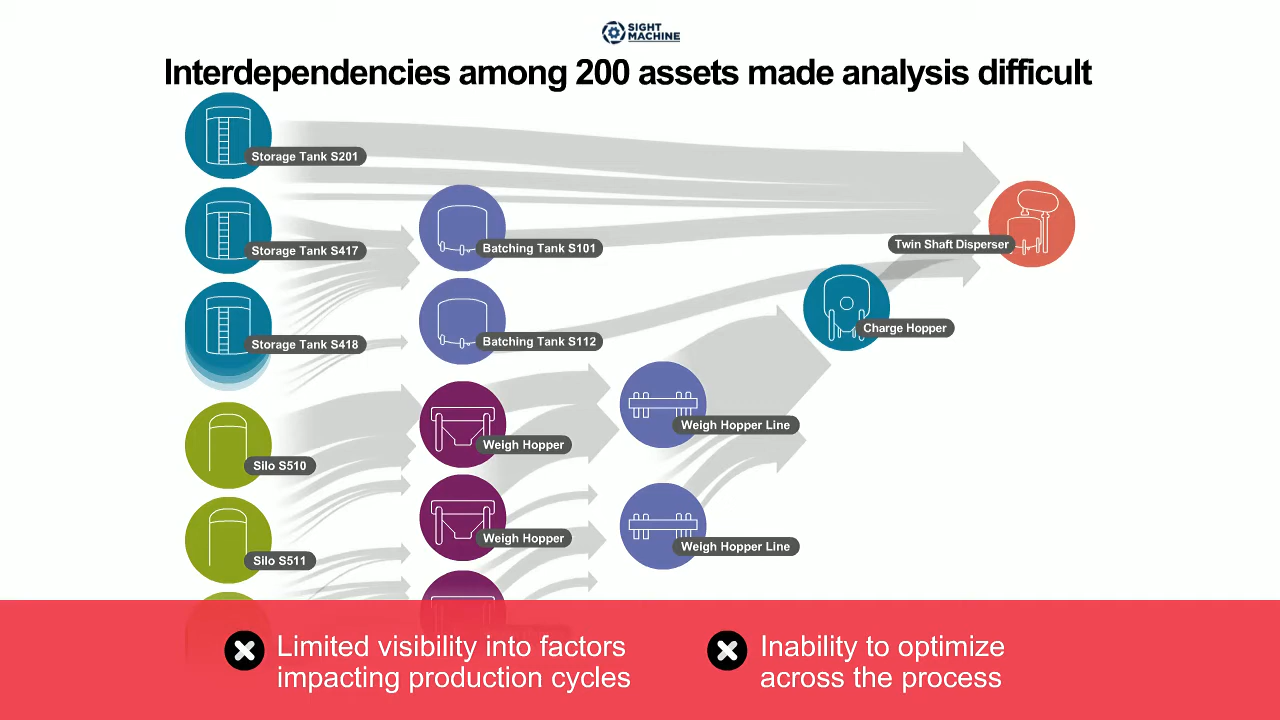 SIGHT
MACHINE
Interdependencies among 200 assets made analysis difficult
Storage Tank S201
Storage Tank S417
Batching Tank S101
Twin Shaft Disperser
Storage Tank S418
Batching Tank S112
Charge Hopper
Weigh Hopper
Weigh Hopper Line
Silo S510
Weigh Hopper
Weigh Hopper Line
Silo S511
Limited visibility into factors
impacting production cycles
Inability to optimize
across the process